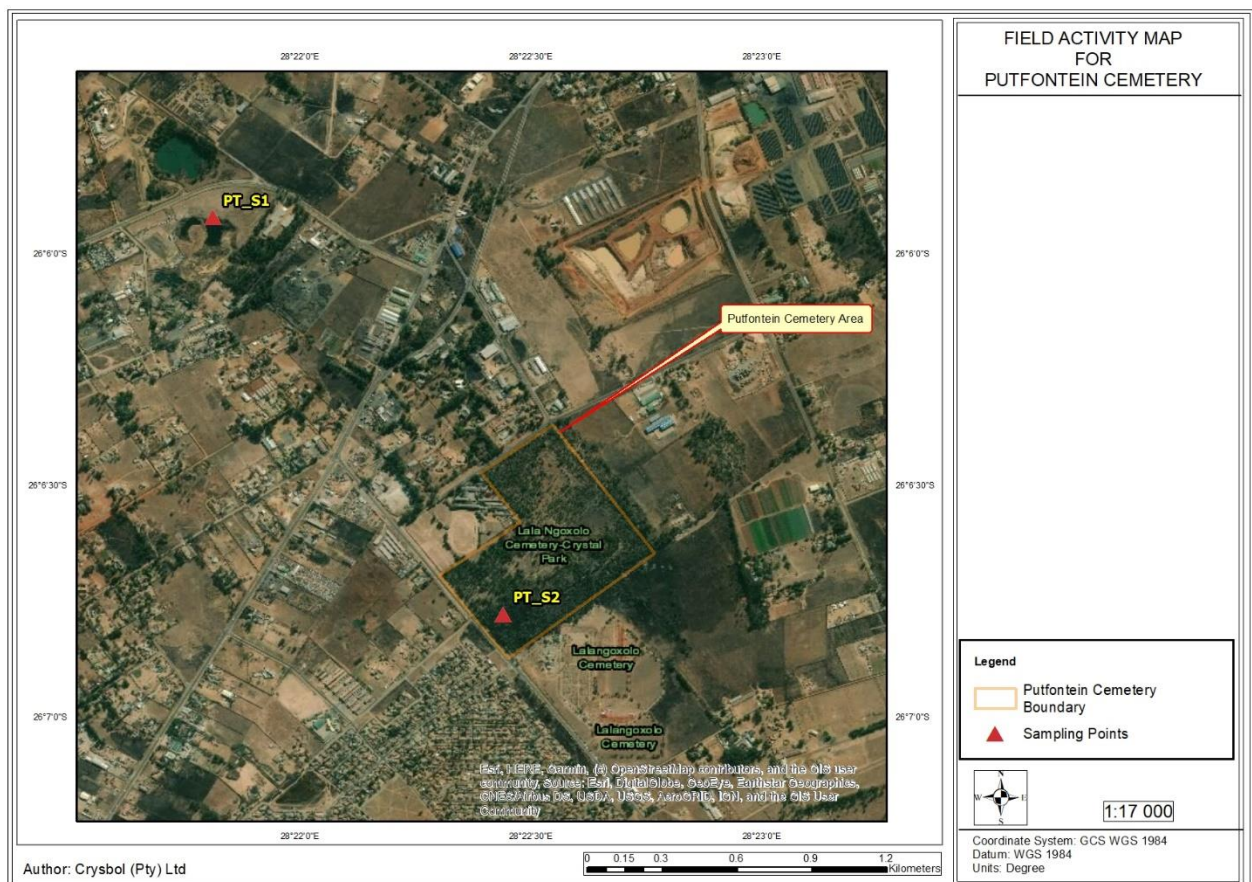 FIELD ACTIVITY MAP
FOR
PUTFONTEIN CEMETERY
28°22'0"E
28°22'30"E
28°23'0"E
PT_S1
26°6'0"S
26°6'0"S
Putfontein Cemetery Area
26°6'30"S
26°6'30"S
Lala Ngoxolo
Cemetery-Crystal
Park
PT_S2
Lalangoxolo
Cemetery
26°7'0"S
26°7'0"S
Lalangoxolo
Cemetery
Esri, HERE, Garmin, (c) OpenStreetMap contributors, and the GIS user
community, Source: Esri, DigitalGlobe, GeoEye, Earthstar Geographics,
CNES/Airbus DS, USDA, USGS, AeroGRID, IGN, and the GIS User
Community
28°22'0"E
28°22'30"E
28°23'0"E
Legend
Putfontein Cemetery
Boundary
Sampling Points
N
W E
S
1:17 000
Coordinate System: GCS WGS 1984
Datum: WGS 1984
Units: Degree
Author: Crysbol (Pty) Ltd
0 0.15 0.3 0.6 0.9 1.2
Kilometers